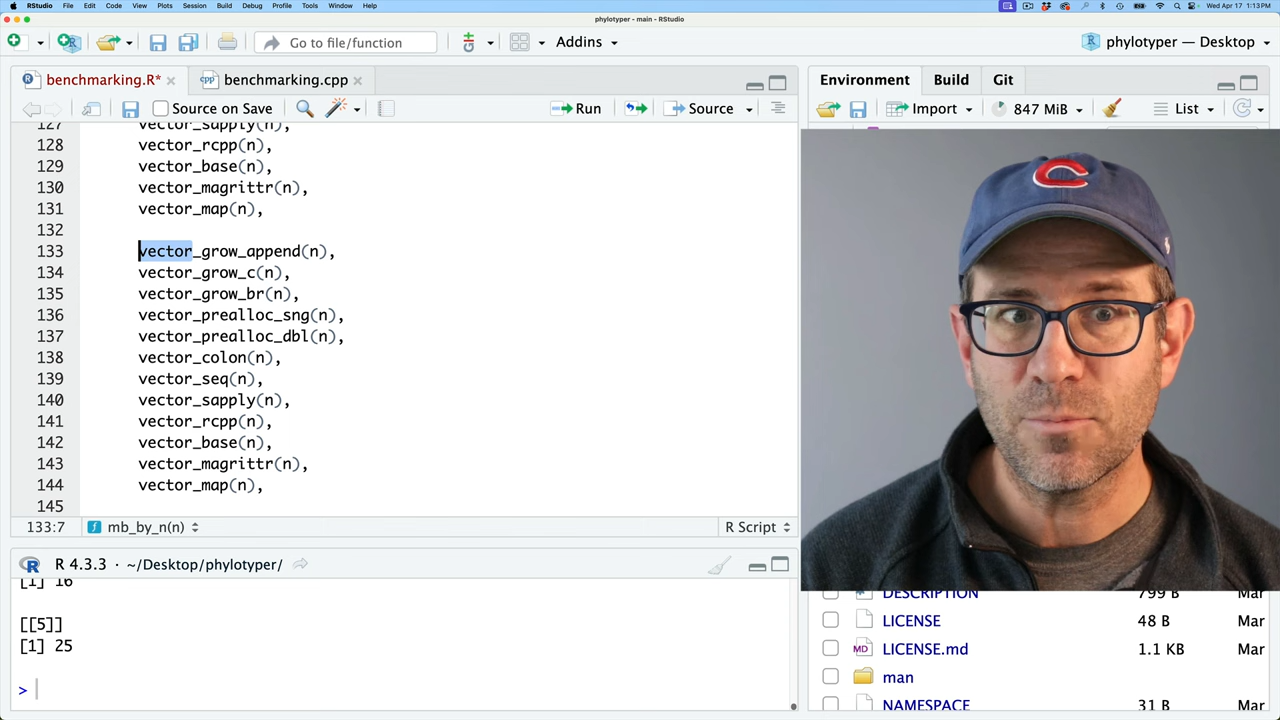 RStudio File Edit Code View Plots Session Build Debug Profile Tools Window Help Wed Apr 17 1:13 PM
phylotyper - main - RStudio
Go to file/function Addins phylotyper — Desktop
benchmarking.R* benchmarking.cpp
Source on Save Run Source
127 vector_sapply(n),
128 vector_rcpp(n),
129 vector_base(n),
130 vector_magrittr(n),
131 vector_map(n),
132
133 vector_grow_append(n),
134 vector_grow_c(n),
135 vector_grow_br(n),
136 vector_prealloc_sng(n),
137 vector_prealloc_dbl(n),
138 vector_colon(n),
139 vector_seq(n),
140 vector_sapply(n),
141 vector_rcpp(n),
142 vector_base(n),
143 vector_magrittr(n),
144 vector_map(n),
145
133:7 mb_by_n(n) R Script
R 4.3.3 · ~/Desktop/phylotyper/
[1] 16
[[5]]
[1] 25
>
Environment Build Git
Import 847 MiB List
C
DESCRIPTION 799 B Mar
LICENSE 48 B Mar
LICENSE.md 1.1 KB Mar
man
NAMESPACE 31 B Mar